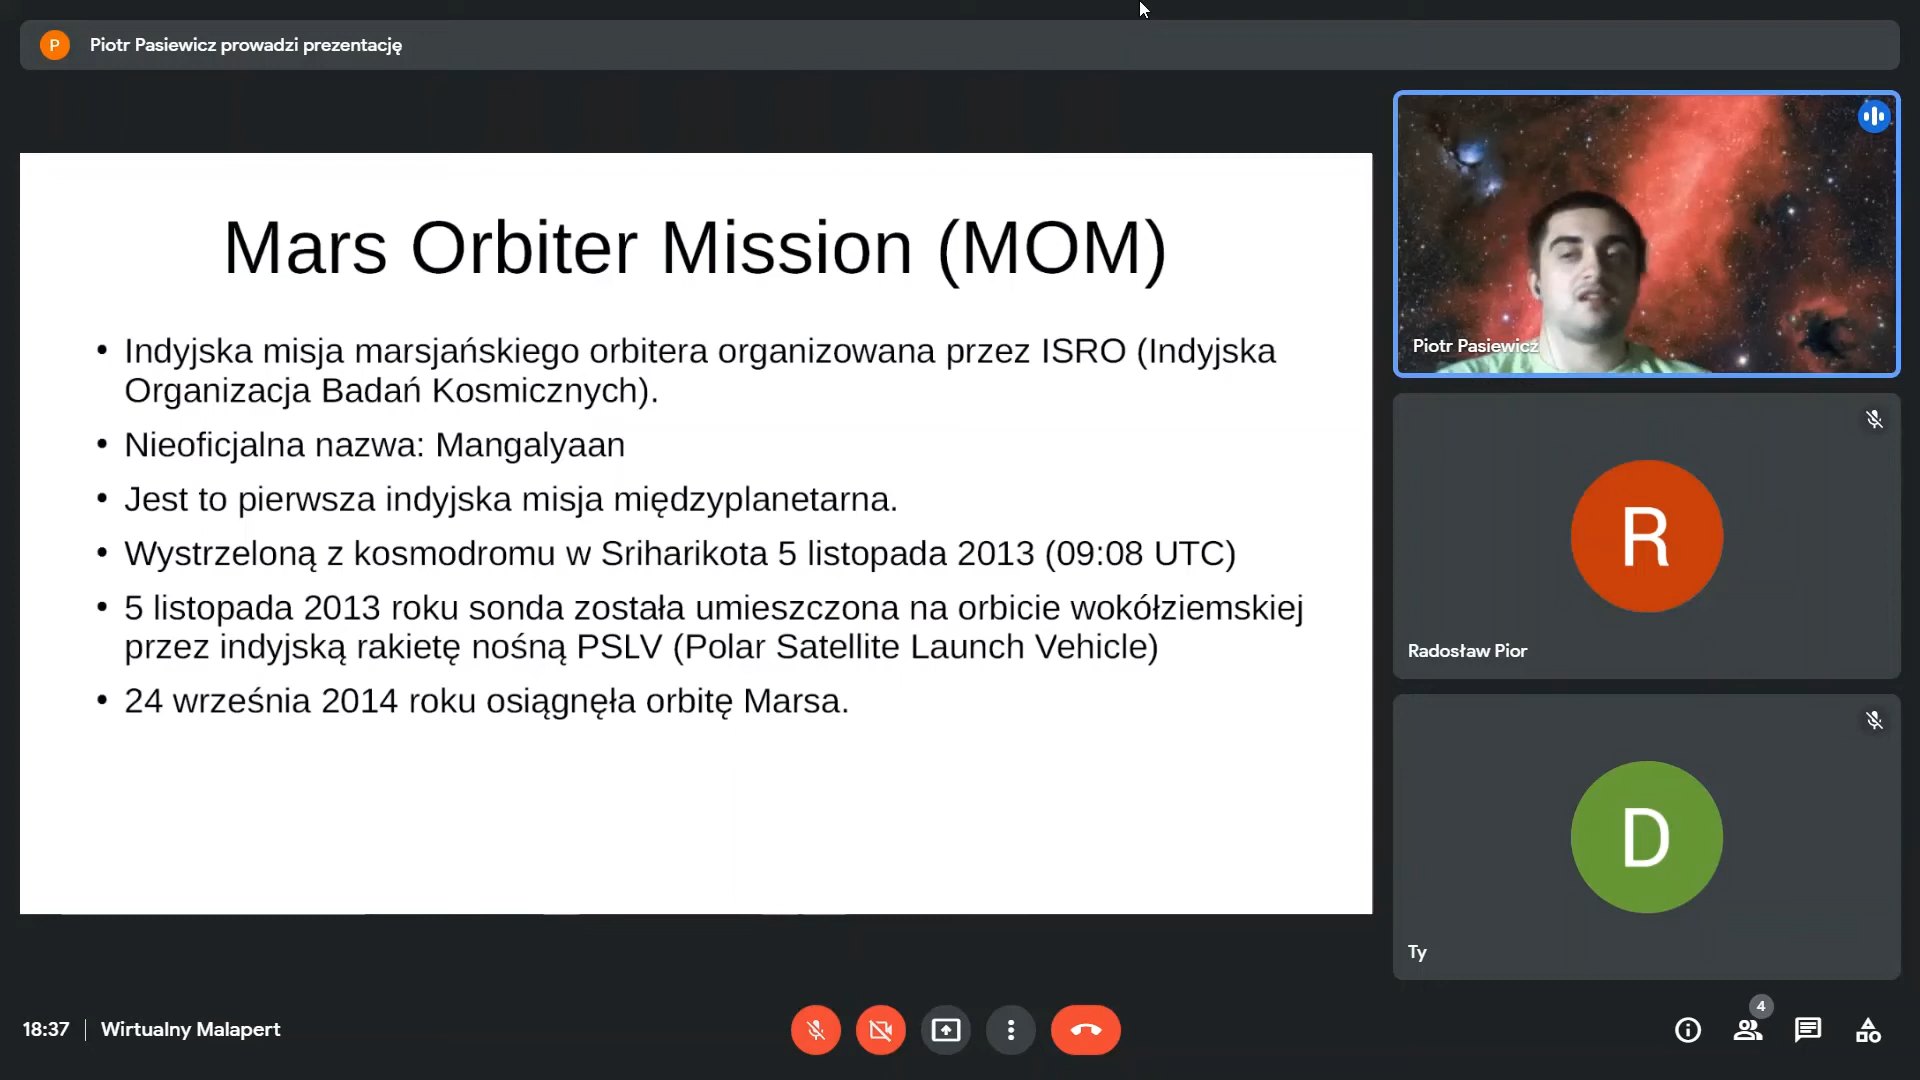 P
Piotr Pasiewicz prowadzi prezentację
Mars Orbiter Mission (MOM)
• Indyjska misja marsjańskiego orbitera organizowana przez ISRO (Indyjska
Organizacja Badań Kosmicznych).
• Nieoficjalna nazwa: Mangalyaan
• Jest to pierwsza indyjska misja międzyplanetarna.
• Wystrzeloną z kosmodromu w Sriharikota 5 listopada 2013 (09:08 UTC)
• 5 listopada 2013 roku sonda została umieszczona na orbicie wokółziemskiej
przez indyjską rakietę nośną PSLV (Polar Satellite Launch Vehicle)
• 24 września 2014 roku osiągnęła orbitę Marsa.
Piotr Pasiewicz
R
Radosław Pior
D
Ty
18:37 | Wirtualny Malapert
4